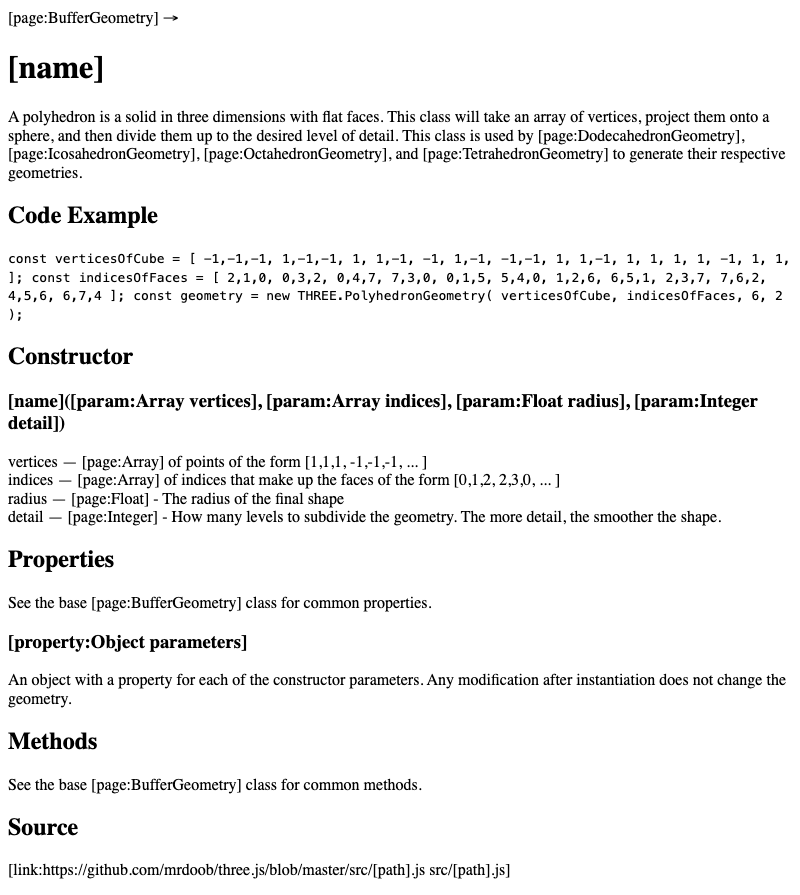 [page:BufferGeometry] →
[name]
A polyhedron is a solid in three dimensions with flat faces. This class will take an array of vertices, project them onto a
sphere, and then divide them up to the desired level of detail. This class is used by [page:DodecahedronGeometry],
[page:IcosahedronGeometry], [page:OctahedronGeometry], and [page:TetrahedronGeometry] to generate their respective
geometries.
Code Example
const verticesOfCube = [ -1,-1,-1, 1,-1,-1, 1, 1,-1, -1, 1,-1, -1,-1, 1, 1,-1, 1, 1, 1, 1, -1, 1, 1,
]; const indicesOfFaces = [ 2,1,0, 0,3,2, 0,4,7, 7,3,0, 0,1,5, 5,4,0, 1,2,6, 6,5,1, 2,3,7, 7,6,2,
4,5,6, 6,7,4 ]; const geometry = new THREE.PolyhedronGeometry( verticesOfCube, indicesOfFaces, 6, 2
);
Constructor
[name]([param:Array vertices], [param:Array indices], [param:Float radius], [param:Integer
detail])
vertices — [page:Array] of points of the form [1,1,1, -1,-1,-1, ... ]
indices — [page:Array] of indices that make up the faces of the form [0,1,2, 2,3,0, ... ]
radius — [page:Float] - The radius of the final shape
detail — [page:Integer] - How many levels to subdivide the geometry. The more detail, the smoother the shape.
Properties
See the base [page:BufferGeometry] class for common properties.
[property:Object parameters]
An object with a property for each of the constructor parameters. Any modification after instantiation does not change the
geometry.
Methods
See the base [page:BufferGeometry] class for common methods.
Source
[link:https://github.com/mrdoob/three.js/blob/master/src/[path].js src/[path].js]